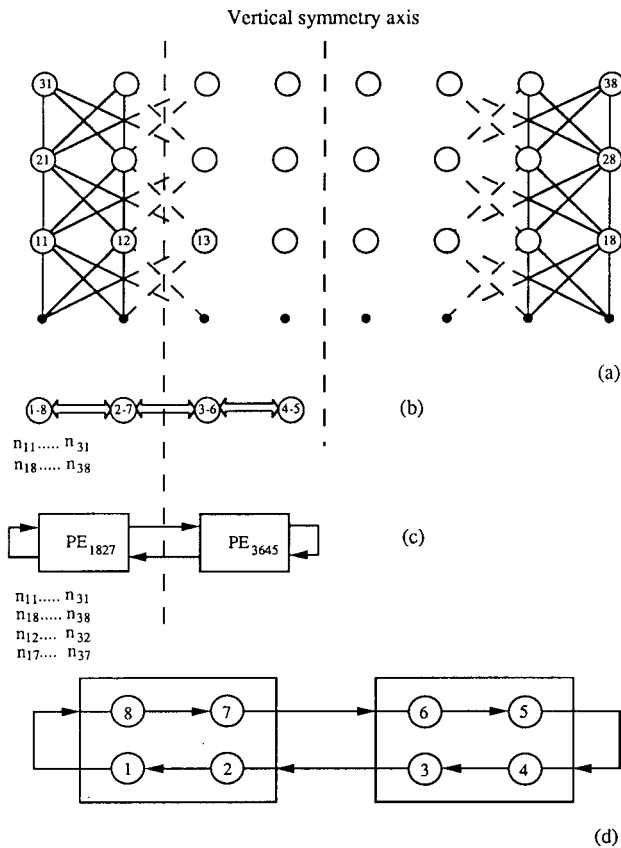 Vertical symmetry axis
31 38
21 28
11 12 13 18
(a)
1-8 2-7 3-6 4-5 (b)
n11..... n31
n18..... n38
PE1827 PE3645 (c)
n11..... n31
n18..... n38
n12.... n32
n17.... n37
8 7 6 5
1 2 3 4
(d)